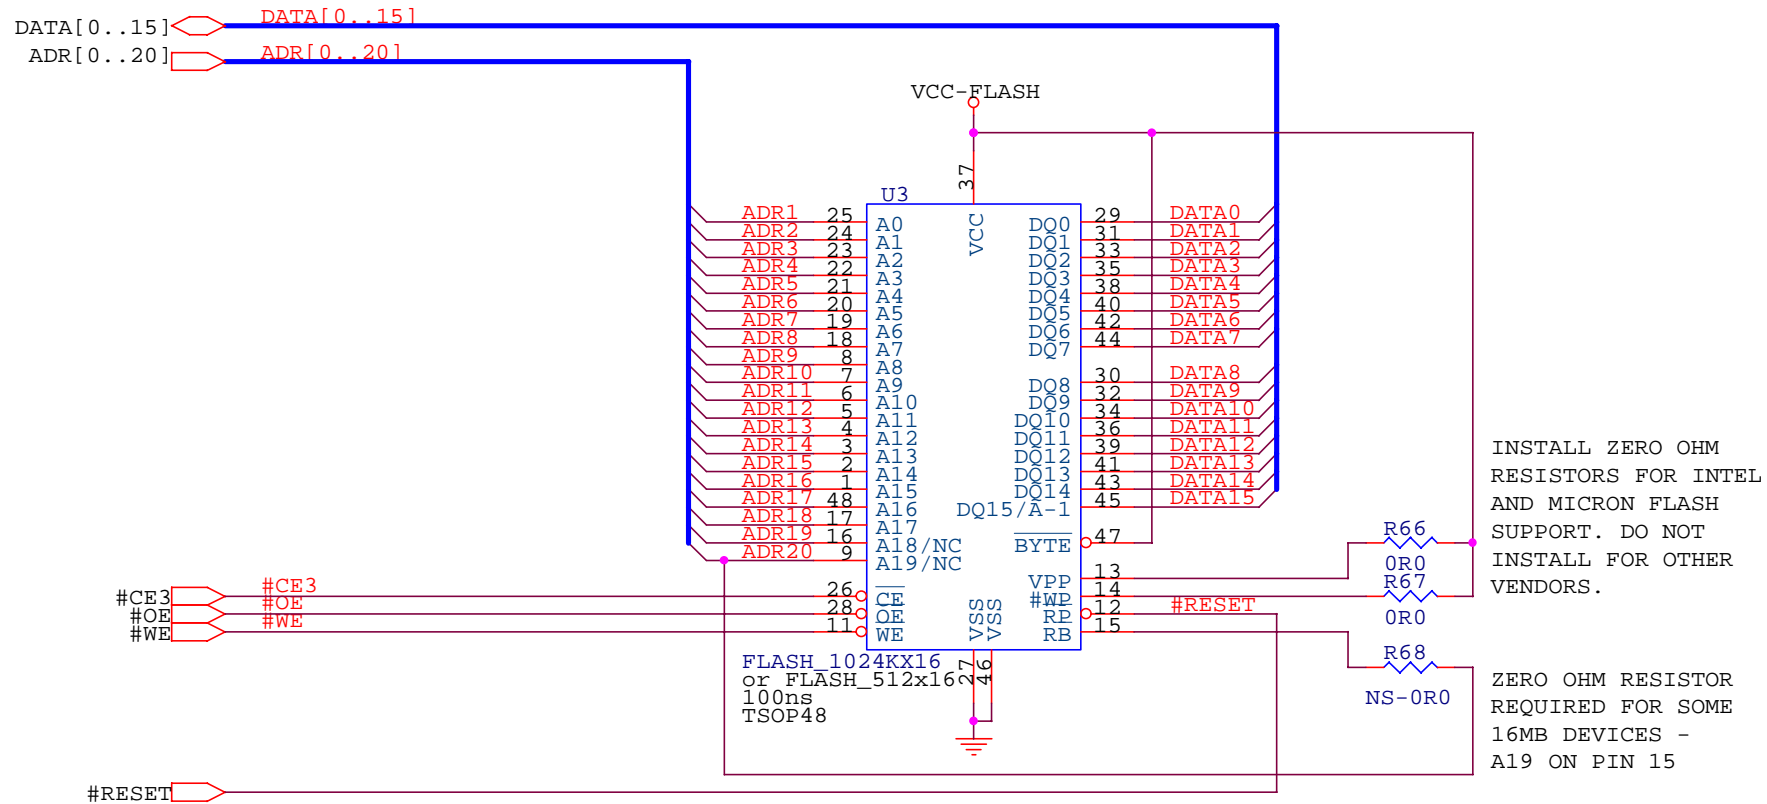 DATA[0..15] DATA[0..15]
ADR[0..20] ADR[0..20]
VCC-FLASH
37
U3
VCC
ADR1 25 A0 DQ0 29 DATA0
ADR2 24 A1 DQ1 31 DATA1
ADR3 23 A2 DQ2 33 DATA2
ADR4 22 A3 DQ3 35 DATA3
ADR5 21 A4 DQ4 38 DATA4
ADR6 20 A5 DQ5 40 DATA5
ADR7 19 A6 DQ6 42 DATA6
ADR8 18 A7 DQ7 44 DATA7
ADR9 8 A8
ADR10 7 A9 DQ8 30 DATA8
ADR11 6 A10 DQ9 32 DATA9
ADR12 5 A11 DQ10 34 DATA10
ADR13 4 A12 DQ11 36 DATA11
ADR14 3 A13 DQ12 39 DATA12
ADR15 2 A14 DQ13 41 DATA13
ADR16 1 A15 DQ14 43 DATA14
ADR17 48 A16 DQ15/A-1 45 DATA15
ADR18 17 A17
ADR19 16 A18/NC BYTE 47
ADR20 9 A19/NC
VPP 13
#CE3 #CE3 26 CE #WP 14
#OE #OE 28 OE RP 12 #RESET
#WE #WE 11 WE RB 15
VSS VSS
27 46
FLASH_1024KX16
or FLASH_512x16
100ns
TSOP48
R66
0R0
R67
0R0
R68
NS-0R0
INSTALL ZERO OHM
RESISTORS FOR INTEL
AND MICRON FLASH
SUPPORT. DO NOT
INSTALL FOR OTHER
VENDORS.
ZERO OHM RESISTOR
REQUIRED FOR SOME
16MB DEVICES -
A19 ON PIN 15
#RESET